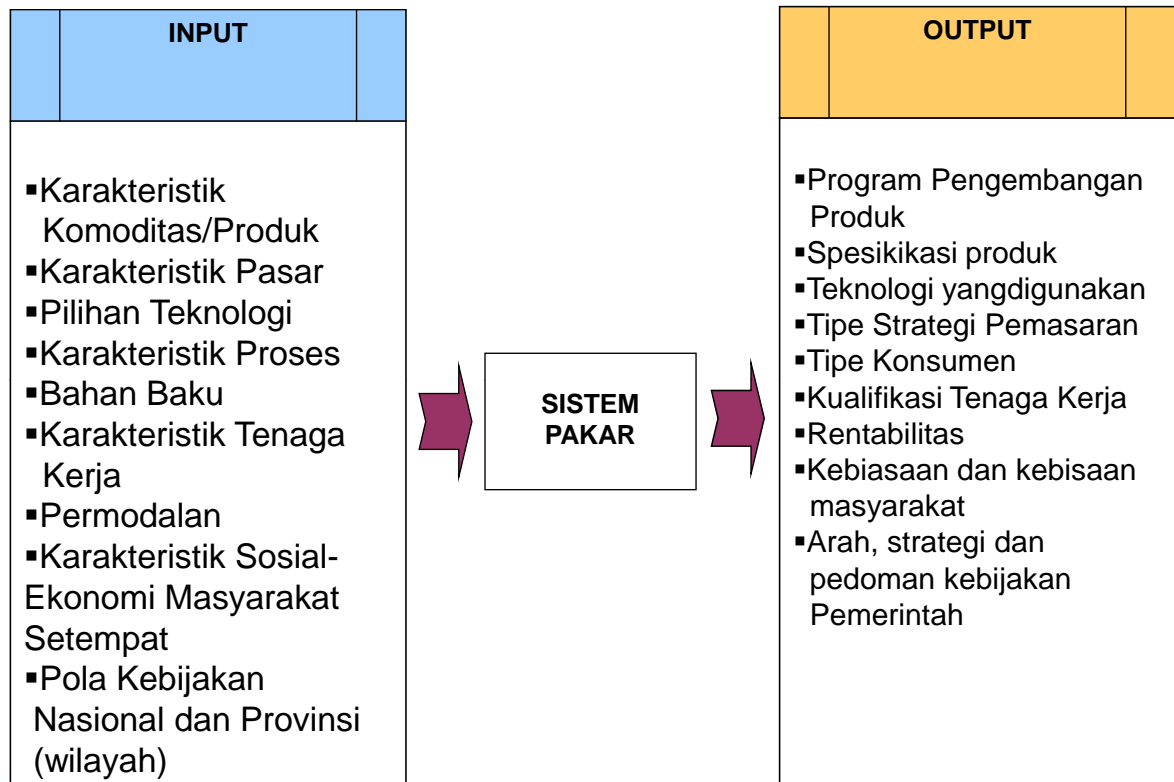 INPUT
▪Karakteristik
Komoditas/Produk
▪Karakteristik Pasar
▪Pilihan Teknologi
▪Karakteristik Proses
▪Bahan Baku
▪Karakteristik Tenaga
Kerja
▪Permodalan
▪Karakteristik Sosial-
Ekonomi Masyarakat
Setempat
▪Pola Kebijakan
Nasional dan Provinsi
(wilayah)
SISTEM
PAKAR
OUTPUT
▪Program Pengembangan
Produk
▪Spesikikasi produk
▪Teknologi yangdigunakan
▪Tipe Strategi Pemasaran
▪Tipe Konsumen
▪Kualifikasi Tenaga Kerja
▪Rentabilitas
▪Kebiasaan dan kebisaan
masyarakat
▪Arah, strategi dan
pedoman kebijakan
Pemerintah